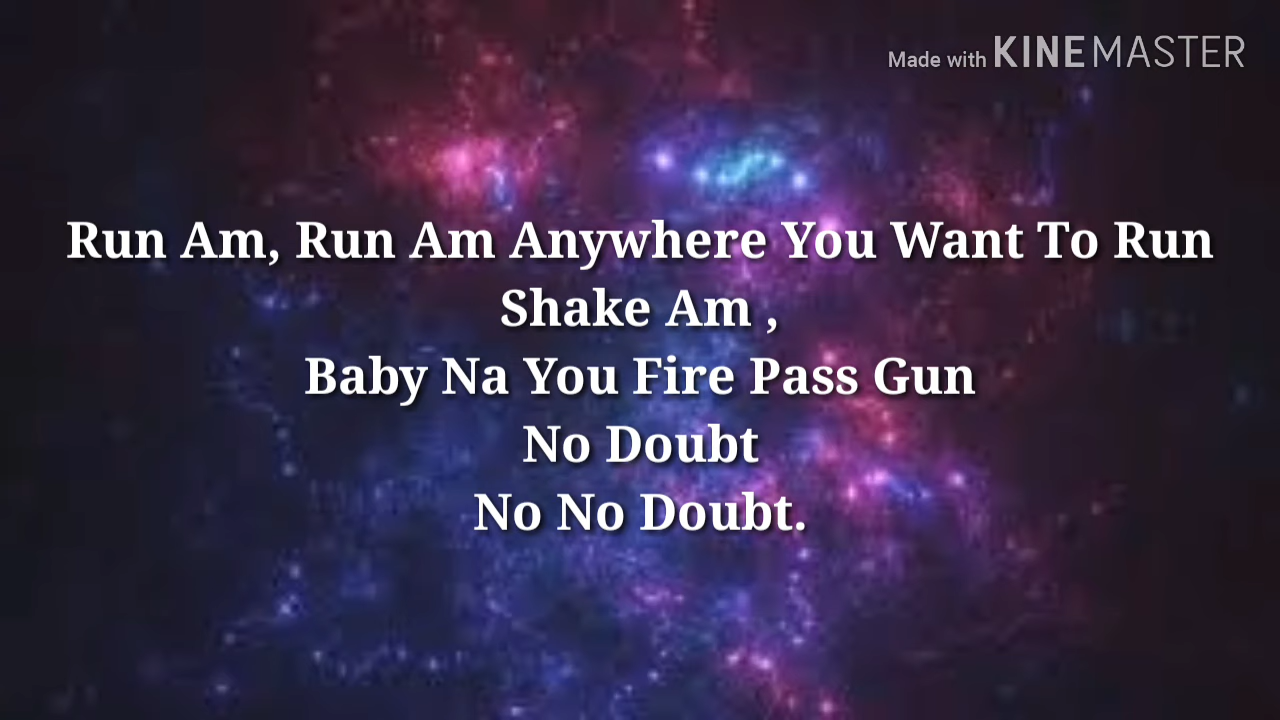 Made with KINEMASTER
Run Am, Run Am Anywhere You Want To Run
Shake Am ,
Baby Na You Fire Pass Gun
No Doubt
No No Doubt.